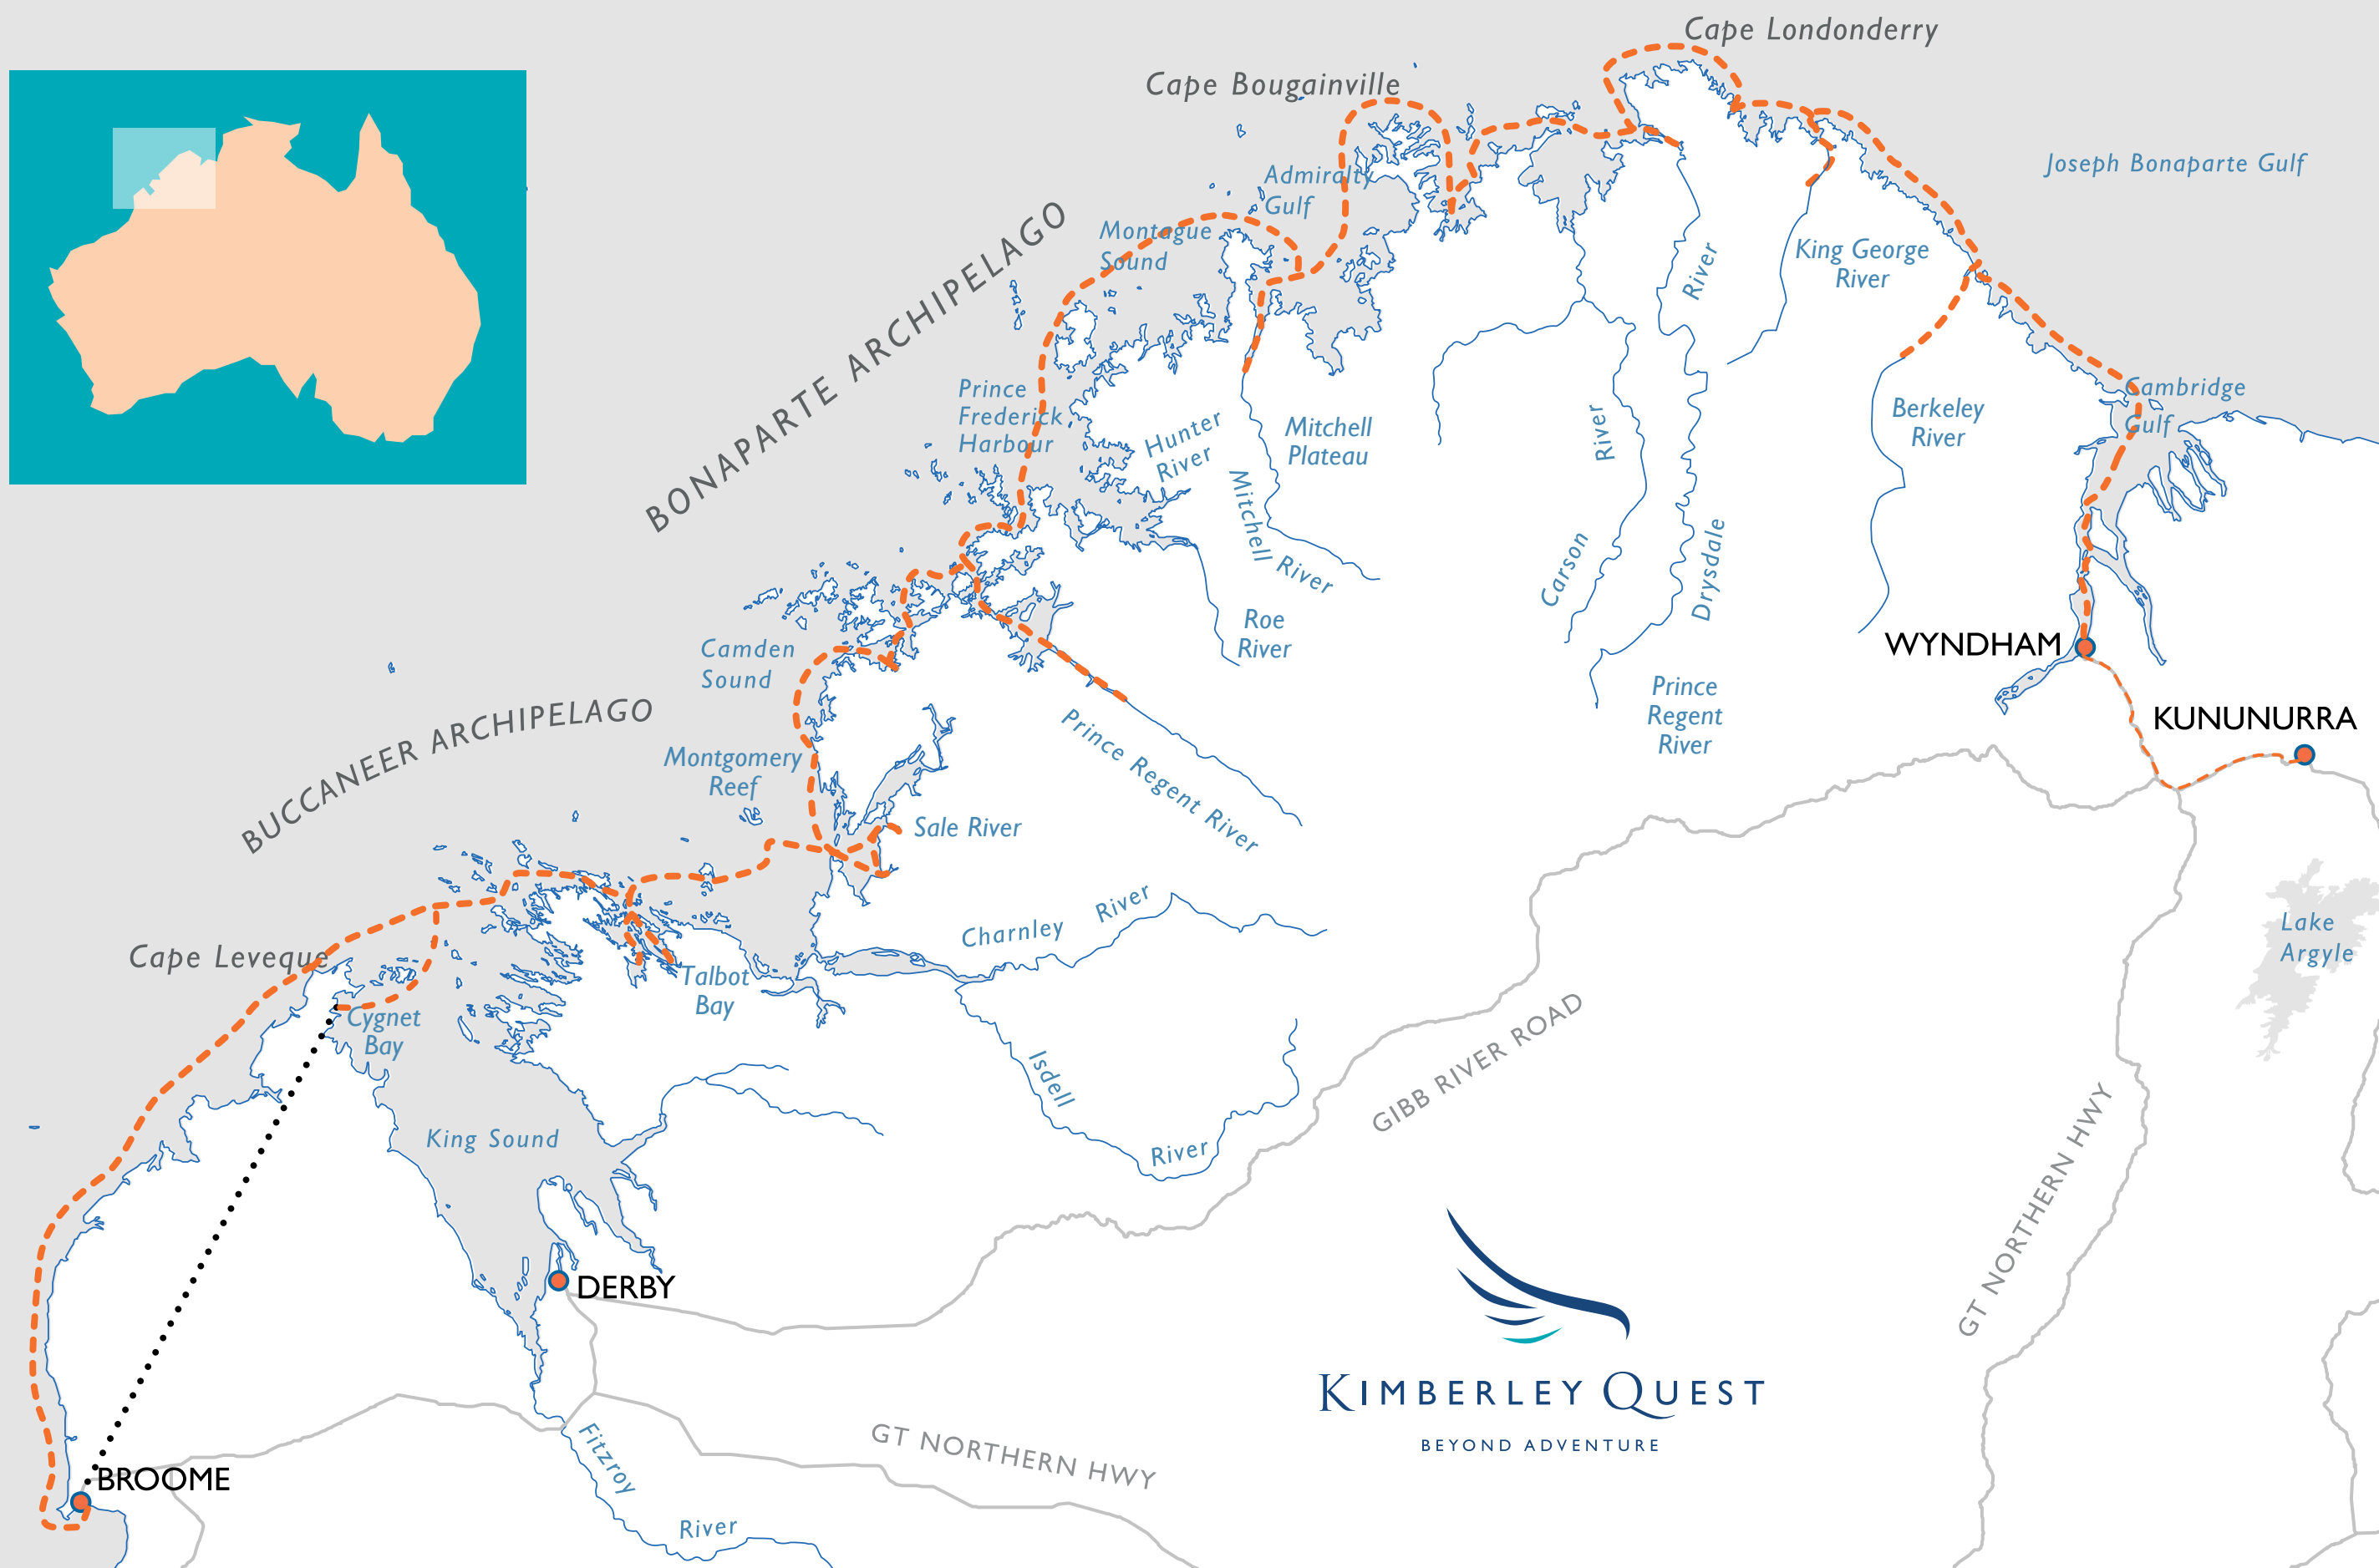 Cape Londonderry
Cape Bougainville
Joseph Bonaparte Gulf
Admiralty
Gulf
Montague
Sound
BONAPARTE ARCHIPELAGO
King George
River
River
Prince
Frederick
Harbour
Cambridge
Gulf
Hunter
River
Mitchell
Plateau
Berkeley
River
River
Mitchell
River
Carson
Drysdale
Roe
River
WYNDHAM
Camden
Sound
Prince
Regent
River
KUNUNURRA
BUCCANEER ARCHIPELAGO
Montgomery
Reef
Prince Regent River
Sale River
Lake
Argyle
Charnley River
Cape Leveque
Talbot
Bay
Cygnet
Bay
GIBB RIVER ROAD
Isdell
River
King Sound
GT NORTHERN HWY
DERBY
KIMBERLEY QUEST
BEYOND ADVENTURE
GT NORTHERN HWY
BROOME
Fitzroy
River